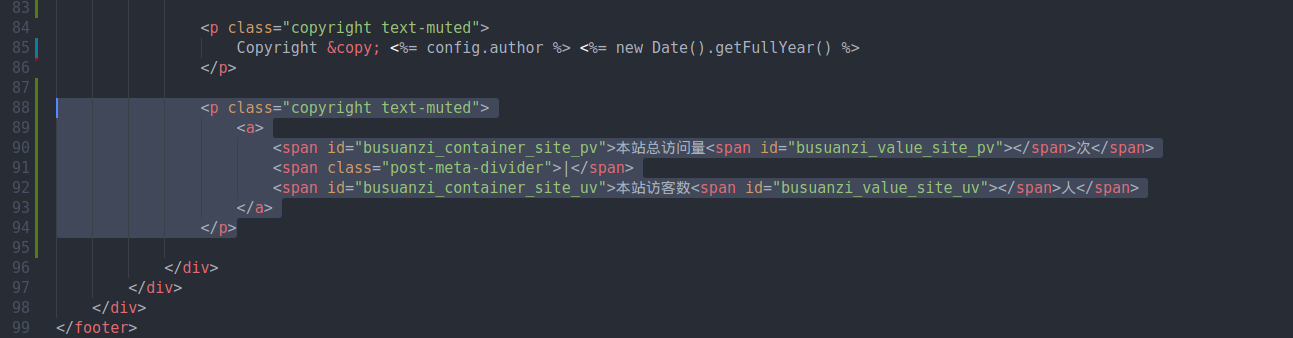 83
84 <p class="copyright text-muted">
85 Copyright &copy; <%= config.author %> <%= new Date().getFullYear() %>
86 </p>
87
88 <p class="copyright text-muted">
89 <a>
90 <span id="busuanzi_container_site_pv">本站总访问量<span id="busuanzi_value_site_pv"></span>次</span>
91 <span class="post-meta-divider">|</span>
92 <span id="busuanzi_container_site_uv">本站访客数<span id="busuanzi_value_site_uv"></span>人</span>
93 </a>
94 </p>
95
96 </div>
97 </div>
98 </div>
99 </footer>